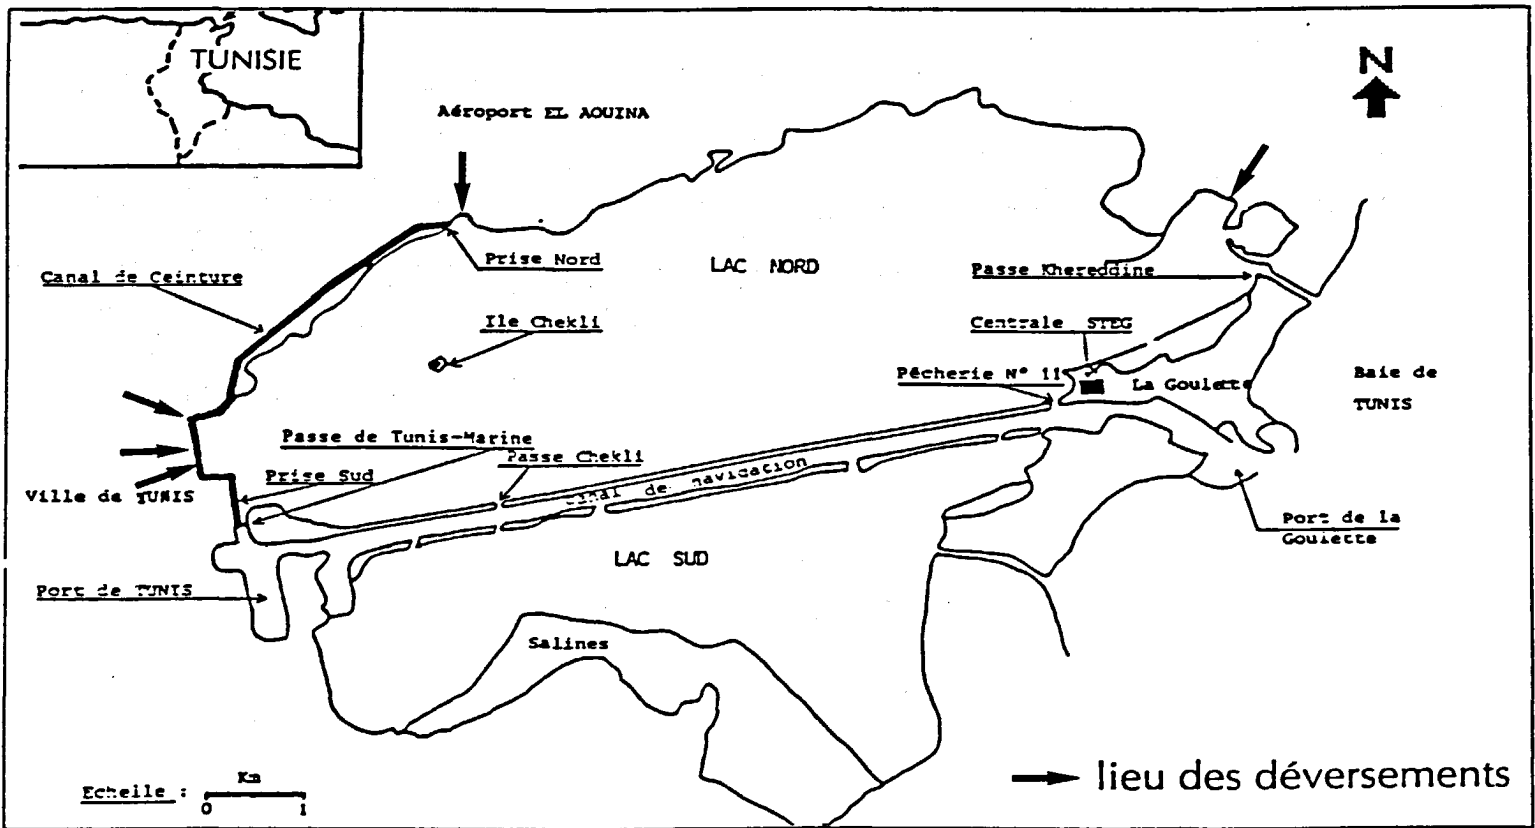 TUNISIE
N
Aéroport EL AOUINA
Prise Nord
LAC NORD
Canal de Ceinture
Passe Khereddine
Ile Chekli
Centrale STEG
Pêcherie N° 11
La Goulette
Baie de
TUNIS
Passe de Tunis-Marine
Passe Chekli
Prise Sud
Canal de navication
Ville de TUNIS
Port de la
Goulette
LAC SUD
Port de TUNIS
Salines
Km
Echelle :
0 1
lieu des déversements